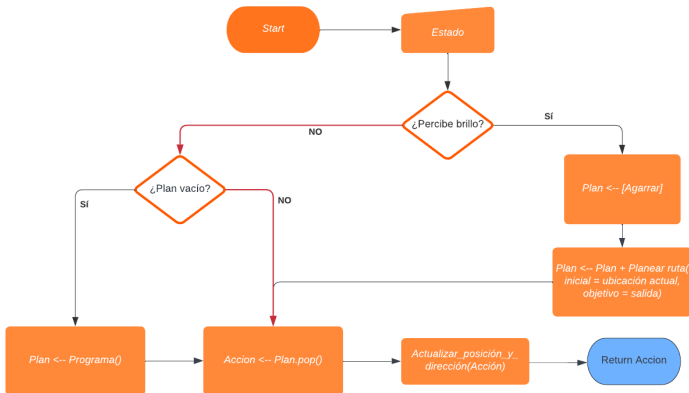 Start
Estado
¿Percibe brillo?
NO
Sí
¿Plan vacío?
Plan <-- [Agarrar]
Sí
NO
Plan <-- Plan + Planear ruta(
inicial = ubicación actual,
objetivo = salida)
Plan <-- Programa()
Accion <-- Plan.pop()
Actualizar_posición_y_
dirección(Acción)
Return Accion